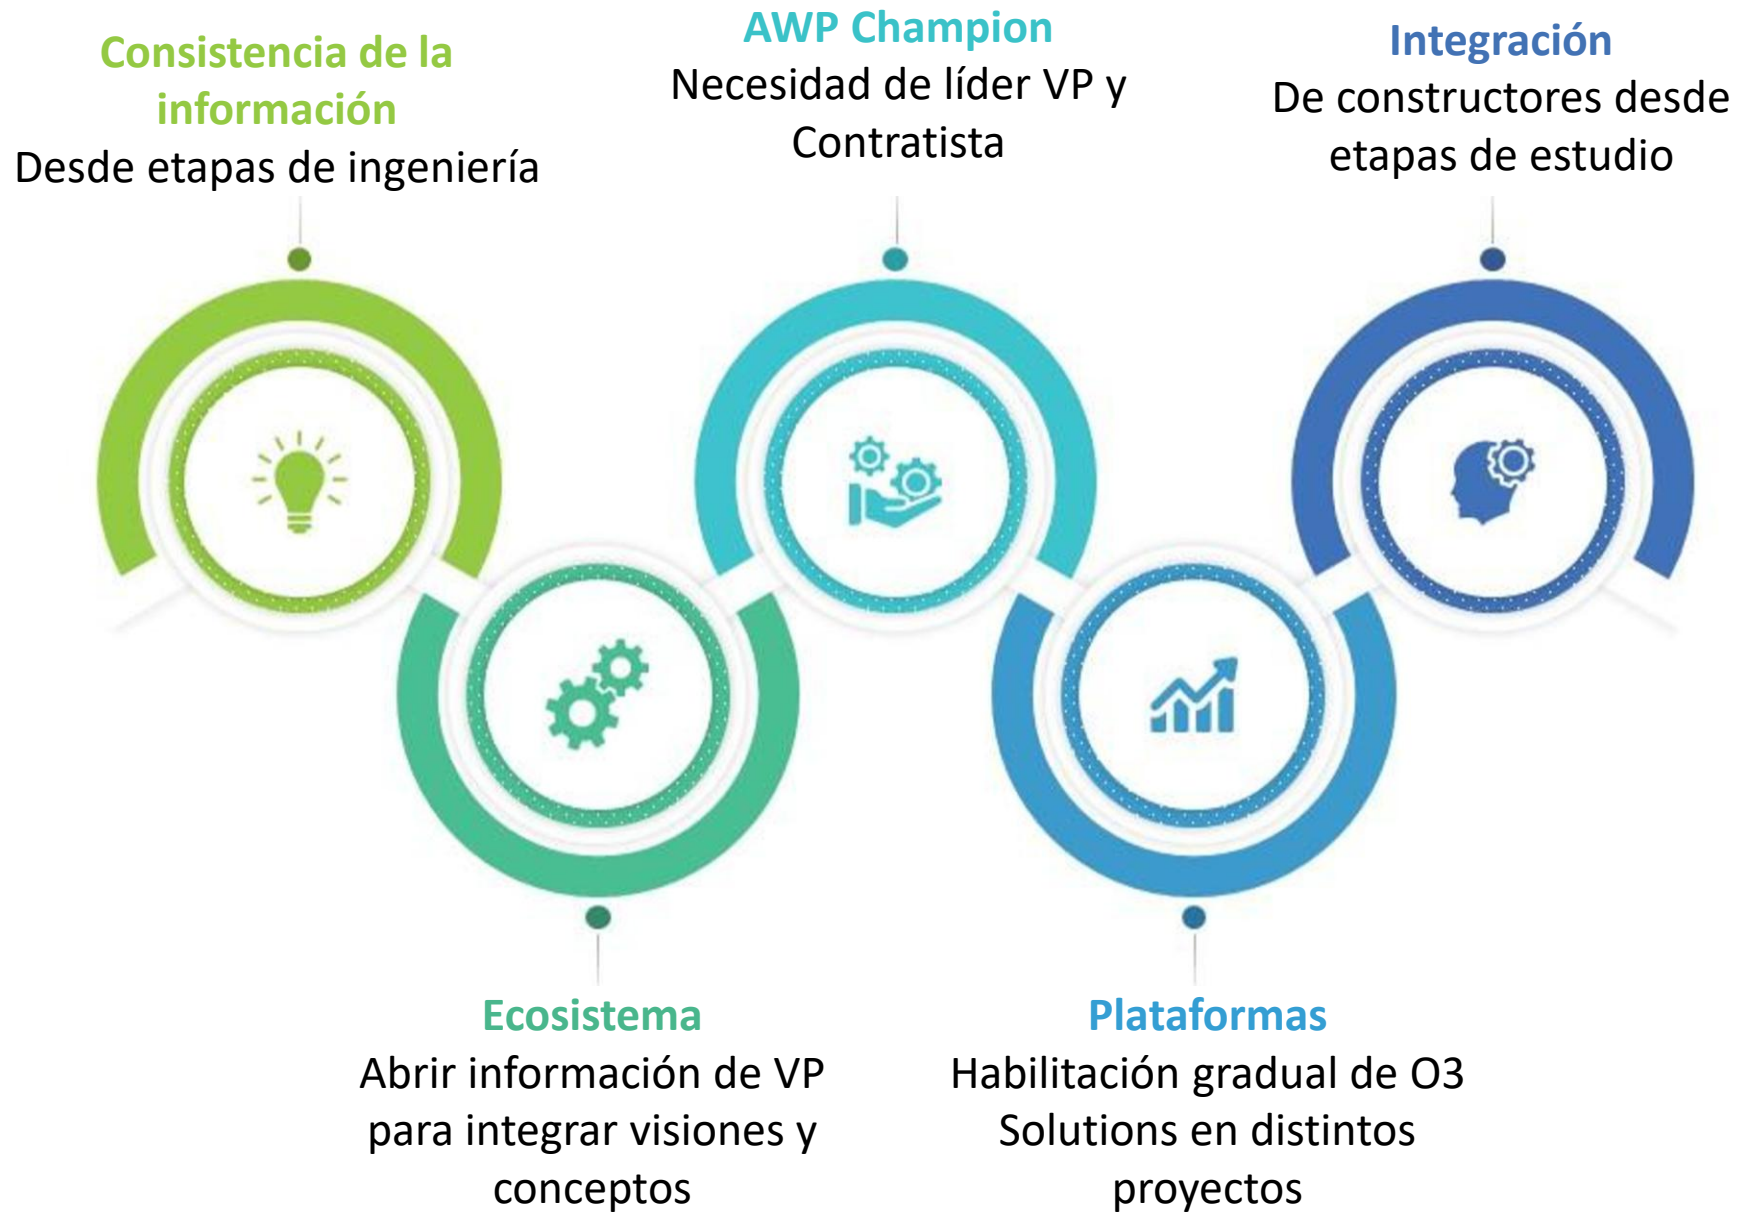 Consistencia de la
información
Desde etapas de ingeniería
Ecosistema
Abrir información de VP
para integrar visiones y
conceptos
AWP Champion
Necesidad de líder VP y
Contratista
Plataformas
Habilitación gradual de O3
Solutions en distintos
proyectos
Integración
De constructores desde
etapas de estudio